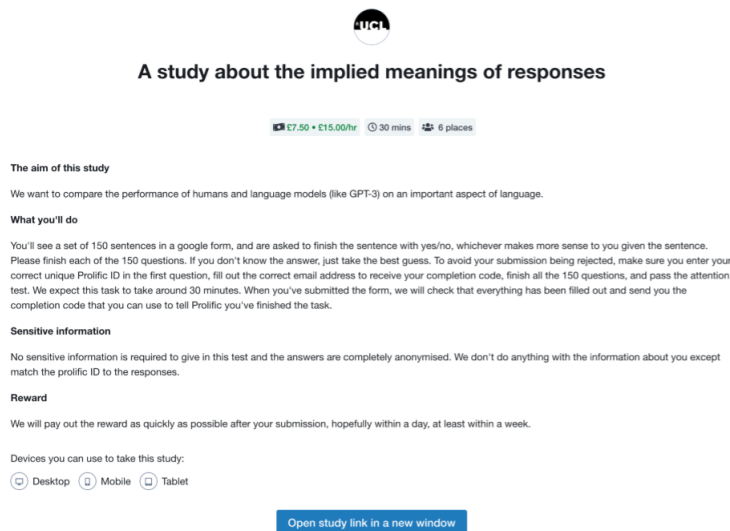 UCL
A study about the implied meanings of responses
£7.50 • £15.00/hr 30 mins 6 places
The aim of this study
We want to compare the performance of humans and language models (like GPT-3) on an important aspect of language.
What you'll do
You'll see a set of 150 sentences in a google form, and are asked to finish the sentence with yes/no, whichever makes more sense to you given the sentence.
Please finish each of the 150 questions. If you don't know the answer, just take the best guess. To avoid your submission being rejected, make sure you enter your
correct unique Prolific ID in the first question, fill out the correct email address to receive your completion code, finish all the 150 questions, and pass the attention
test. We expect this task to take around 30 minutes. When you've submitted the form, we will check that everything has been filled out and send you the
completion code that you can use to tell Prolific you've finished the task.
Sensitive information
No sensitive information is required to give in this test and the answers are completely anonymised. We don't do anything with the information about you except
match the prolific ID to the responses.
Reward
We will pay out the reward as quickly as possible after your submission, hopefully within a day, at least within a week.
Devices you can use to take this study:
Desktop Mobile Tablet
Open study link in a new window